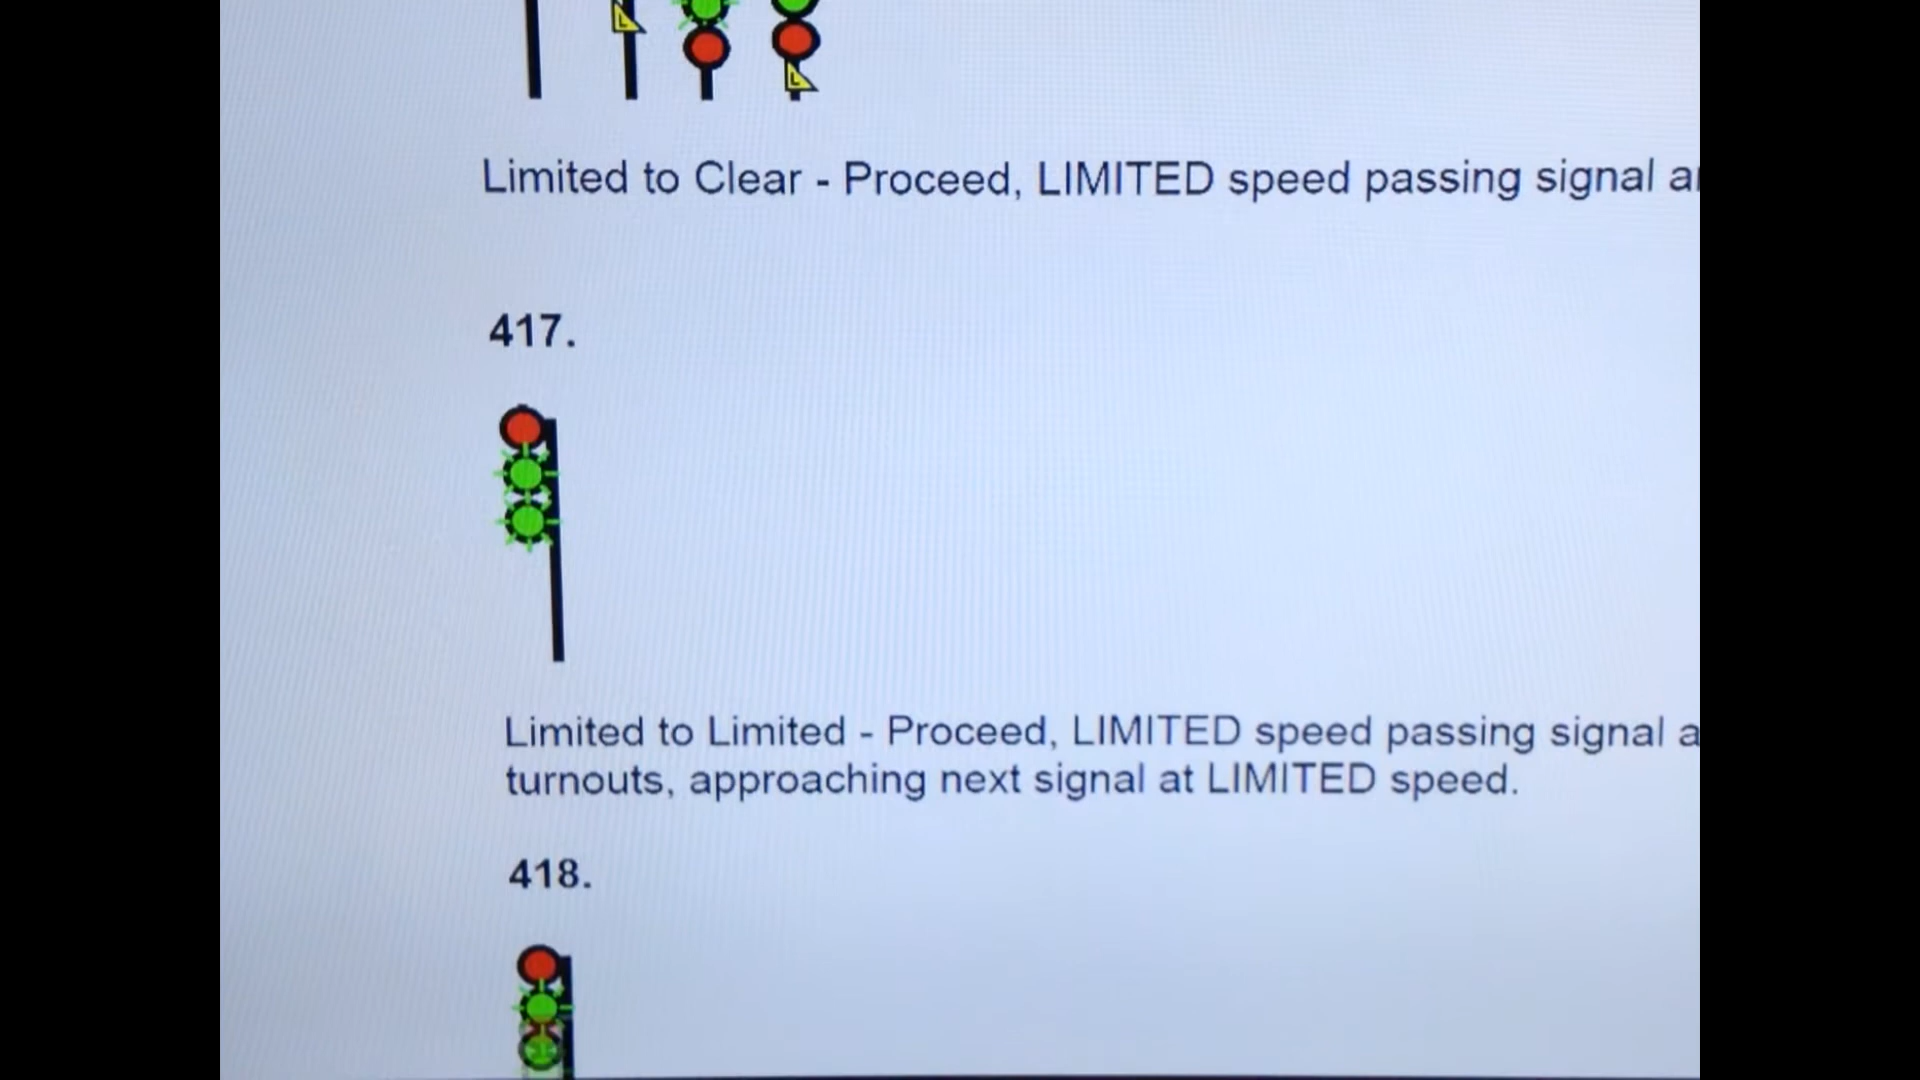 L
L
Limited to Clear - Proceed, LIMITED speed passing signal
417.
Limited to Limited - Proceed, LIMITED speed passing signal
turnouts, approaching next signal at LIMITED speed.
418.